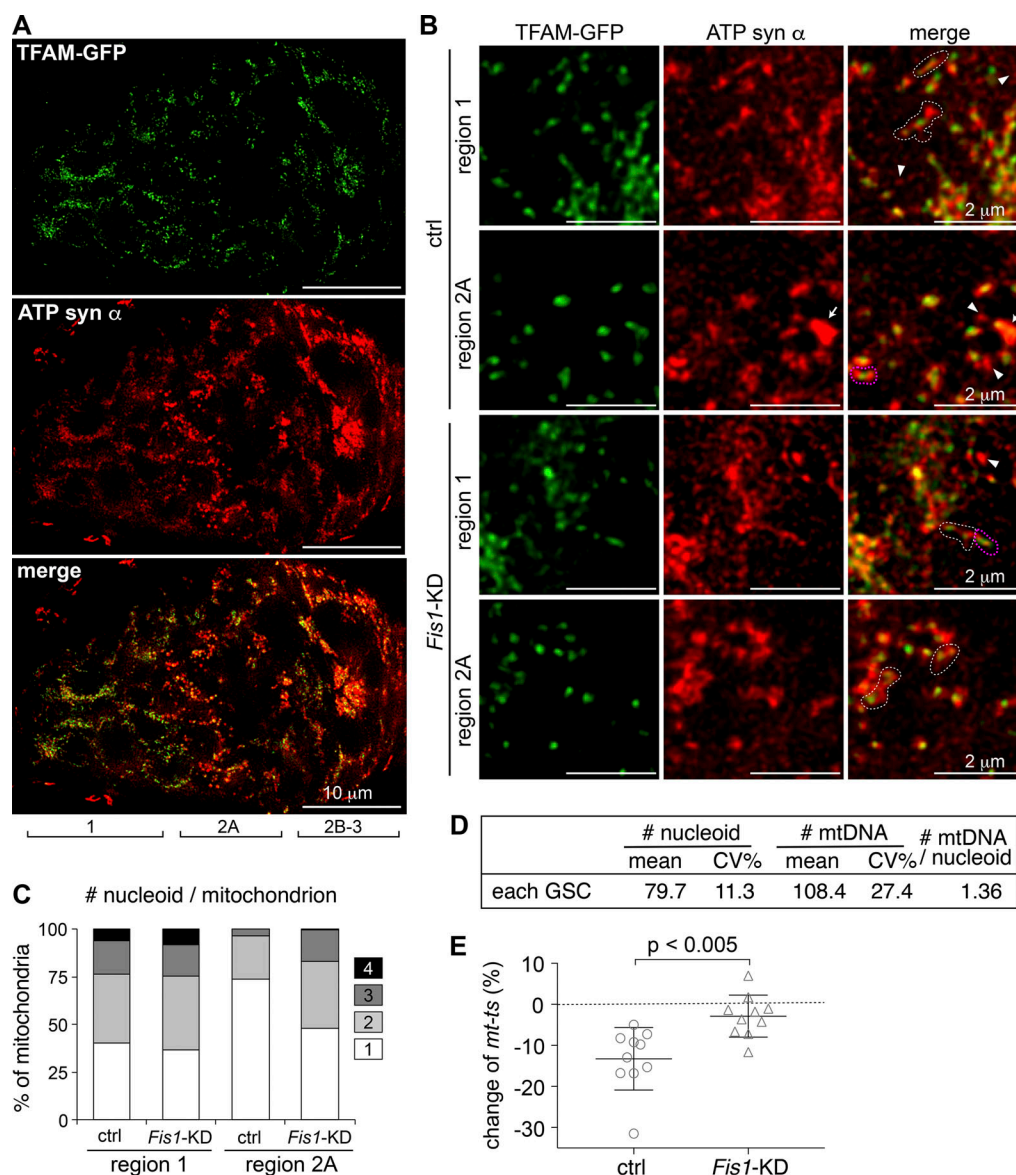 A
TFAM-GFP
ATP syn α
merge
10 μm
1 2A 2B-3
B
TFAM-GFP ATP syn α merge
ctrl
region 1
2 μm
region 2A
2 μm
Fis1-KD
region 1
2 μm
region 2A
2 μm
C
# nucleoid / mitochondrion
% of mitochondria
100
75
50
25
0
4
3
2
1
ctrl Fis1-KD ctrl Fis1-KD
region 1 region 2A
D
# nucleoid # mtDNA # mtDNA / nucleoid
mean CV% mean CV%
each GSC 79.7 11.3 108.4 27.4 1.36
E
p < 0.005
change of mt-ts (%)
10
0
-10
-20
-30
ctrl Fis1-KD